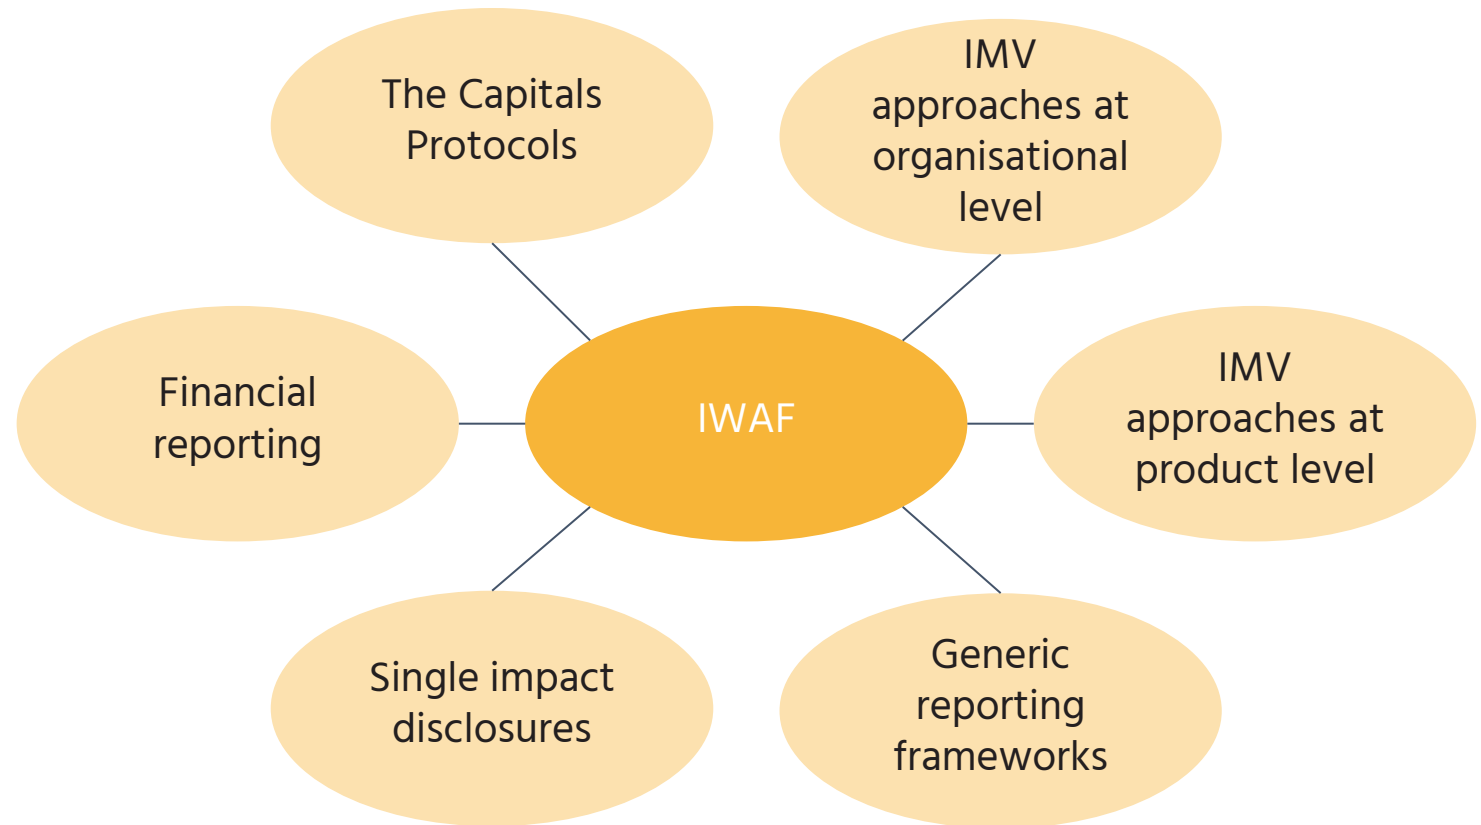 The Capitals
Protocols
IMV
approaches at
organisational
level
Financial
reporting
IWAF
IMV
approaches at
product level
Single impact
disclosures
Generic
reporting
frameworks